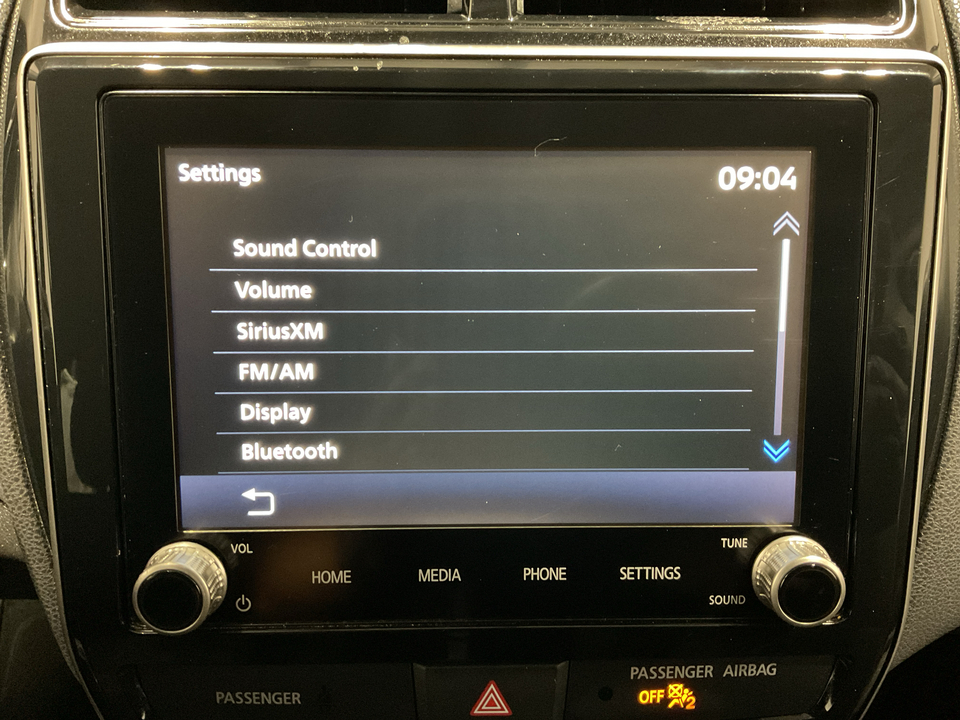 Settings 09:04
Sound Control
Volume
SiriusXM
FM/AM
Display
Bluetooth
VOL TUNE
HOME MEDIA PHONE SETTINGS
SOUND
PASSENGER AIRBAG
PASSENGER OFF 2